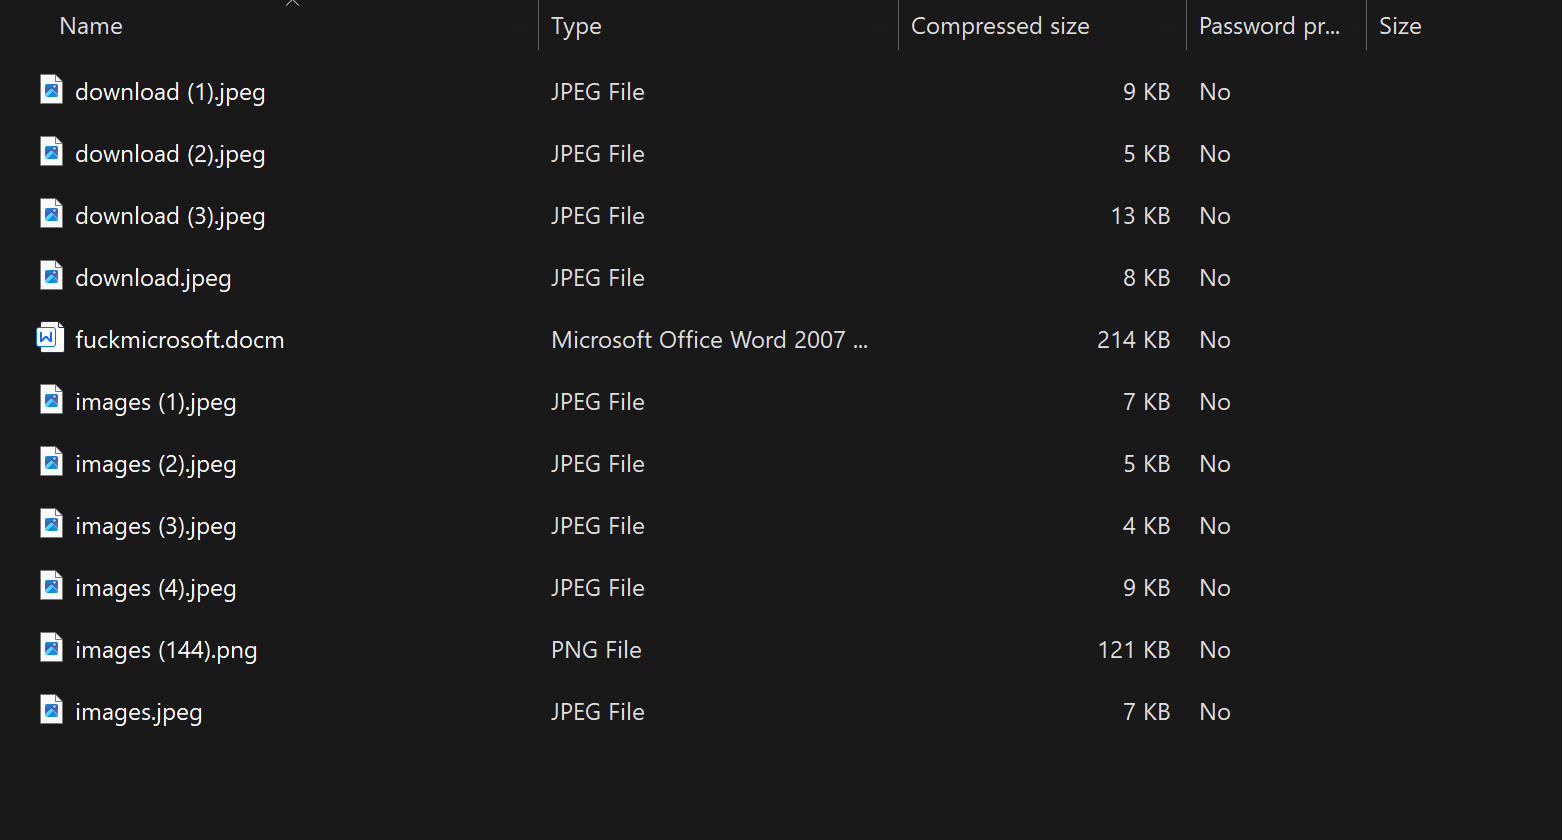 Name Type Compressed size Password pr... Size
download (1).jpeg JPEG File 9 KB No
download (2).jpeg JPEG File 5 KB No
download (3).jpeg JPEG File 13 KB No
download.jpeg JPEG File 8 KB No
fuckmicrosoft.docm Microsoft Office Word 2007 ... 214 KB No
images (1).jpeg JPEG File 7 KB No
images (2).jpeg JPEG File 5 KB No
images (3).jpeg JPEG File 4 KB No
images (4).jpeg JPEG File 9 KB No
images (144).png PNG File 121 KB No
images.jpeg JPEG File 7 KB No